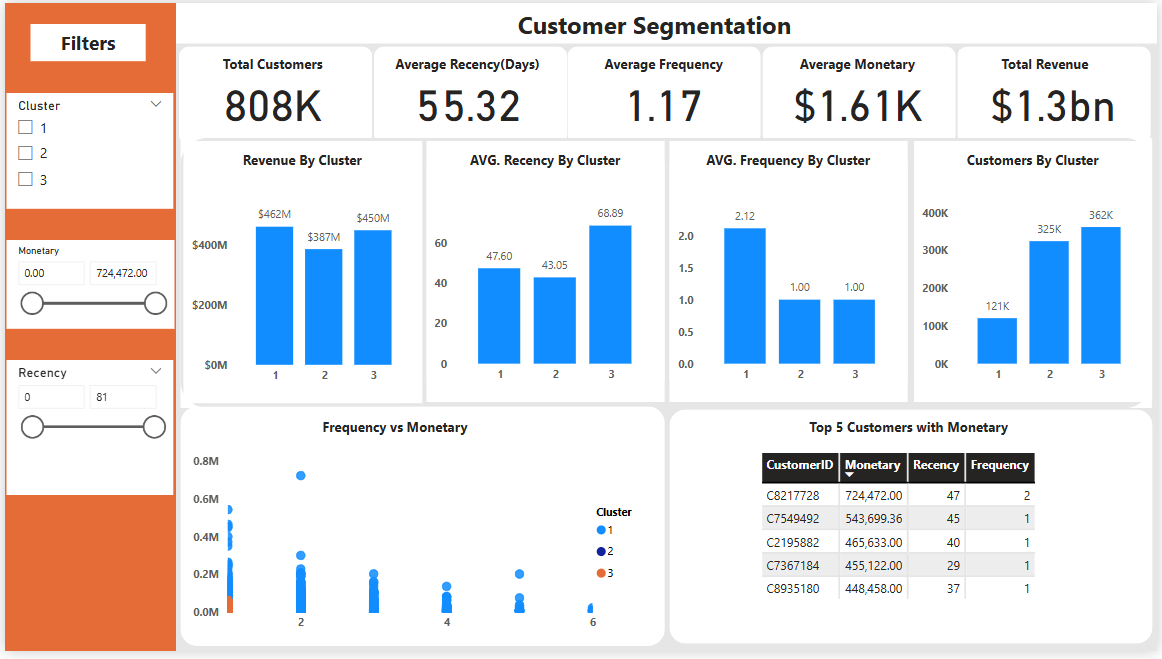 Customer Segmentation
Filters
Cluster
1
2
3
Monetary
0.00 724,472.00
Recency
0 81
Total Customers
808K
Average Recency(Days)
55.32
Average Frequency
1.17
Average Monetary
$1.61K
Total Revenue
$1.3bn
Revenue By Cluster
$462M
$387M
$450M
$400M
$200M
$0M
1 2 3
AVG. Recency By Cluster
68.89
47.60
43.05
60
40
20
0
1 2 3
AVG. Frequency By Cluster
2.12
1.00 1.00
2.0
1.5
1.0
0.5
0.0
1 2 3
Customers By Cluster
362K
325K
121K
400K
300K
200K
100K
0K
1 2 3
Frequency vs Monetary
0.8M
0.6M
0.4M
0.2M
0.0M
2 4 6
Cluster
1
2
3
Top 5 Customers with Monetary
CustomerID Monetary Recency Frequency
C8217728 724,472.00 47 2
C7549492 543,699.36 45 1
C2195882 465,633.00 40 1
C7367184 455,122.00 29 1
C8935180 448,458.00 37 1